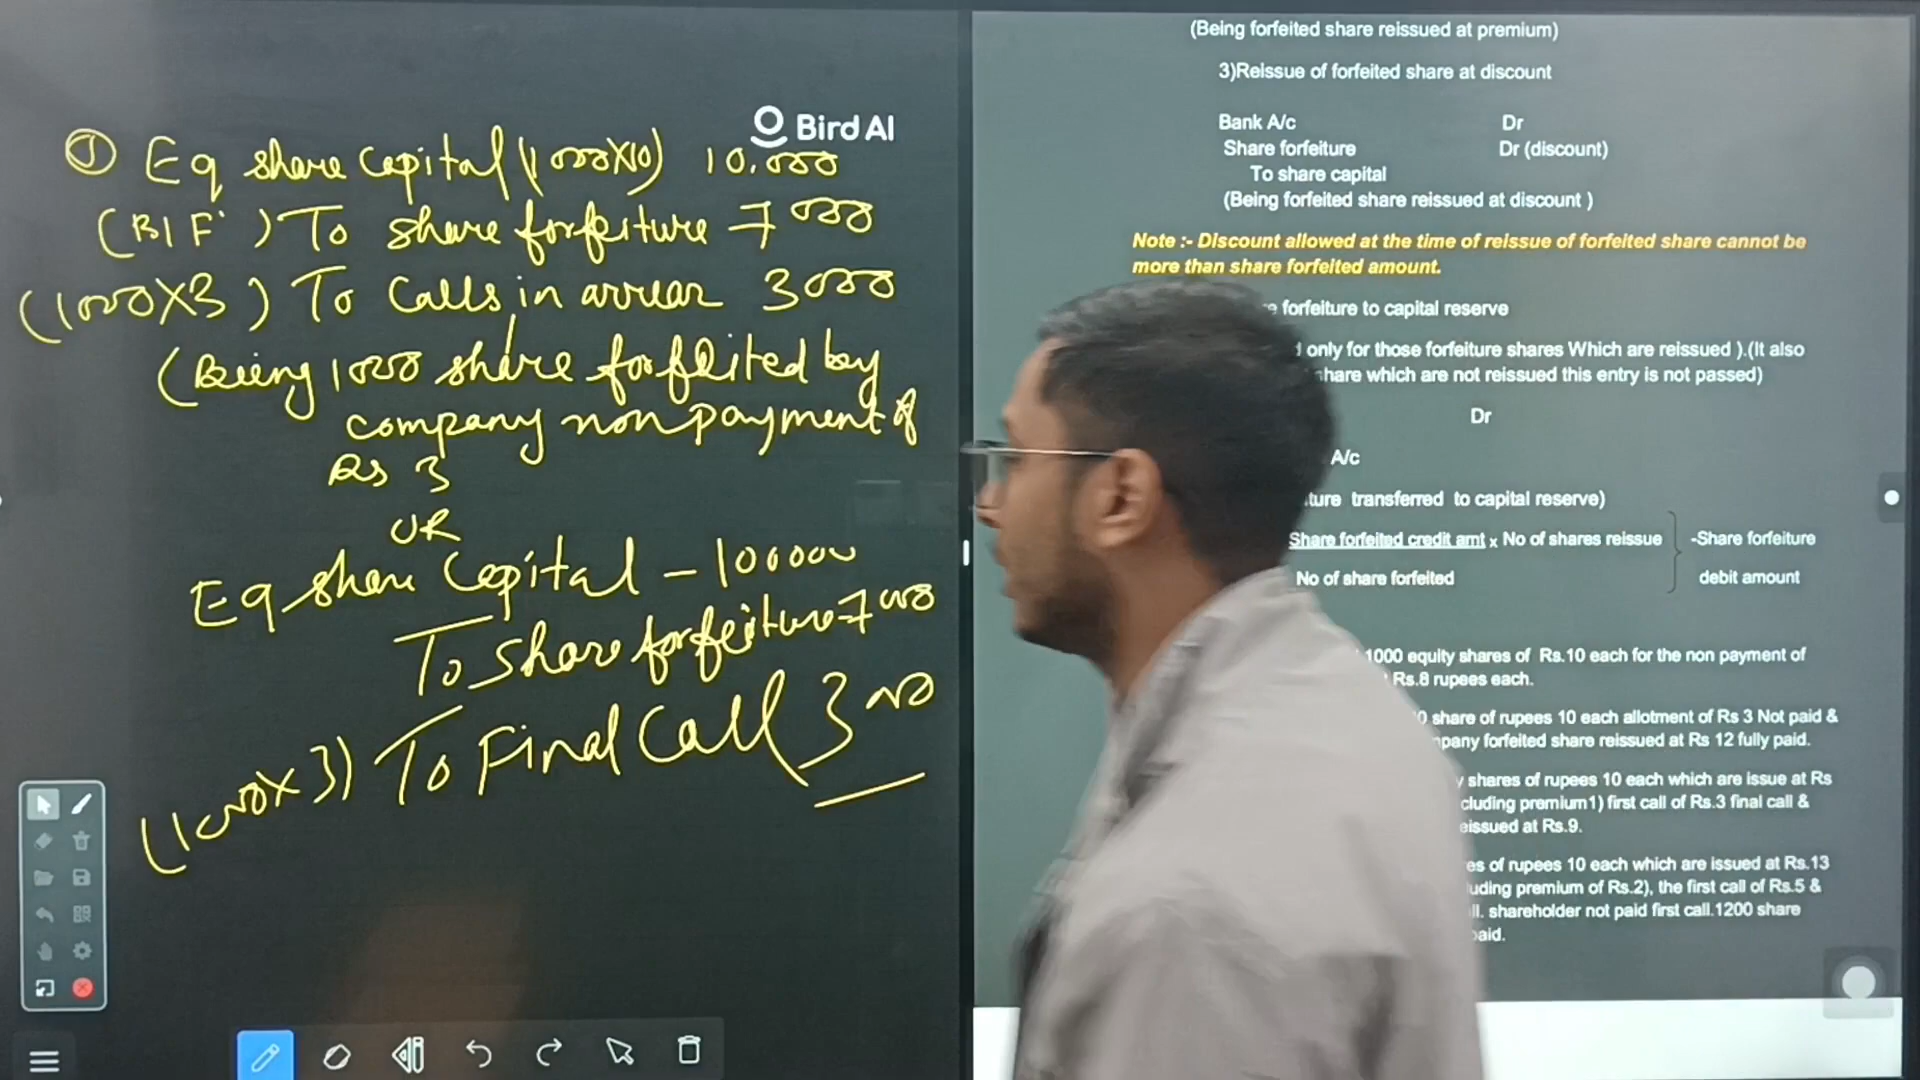 Bird AI
① Eq share capital (1000X10) 10,000
(B/F) To share forfeiture 7000
(1000X3) To Calls in arrear 3000
(Being 1000 share forfeited by
company non payment of
Rs 3
OR
Eq share Capital - 100000
To share forfeiture 7000
(1000X3) To Final Call 3000
(Being forfeited share reissued at premium)
3)Reissue of forfeited share at discount
Bank A/c Dr
Share forfeiture Dr (discount)
To share capital
(Being forfeited share reissued at discount )
Note :- Discount allowed at the time of reissue of forfeited share cannot be
more than share forfeited amount.
forfeiture to capital reserve
only for those forfeiture shares Which are reissued ).(It also
share which are not reissued this entry is not passed)
Dr
A/c
transferred to capital reserve)
Share forfeited credit amt x No of shares reissue -Share forfeiture
No of share forfeited debit amount
1000 equity shares of Rs.10 each for the non payment of
Rs.8 rupees each.
share of rupees 10 each allotment of Rs 3 Not paid &
forfeited share reissued at Rs 12 fully paid.
shares of rupees 10 each which are issue at Rs
premium1) first call of Rs.3 final call &
at Rs.9.
of rupees 10 each which are issued at Rs.13
premium of Rs.2), the first call of Rs.5 &
shareholder not paid first call.1200 share